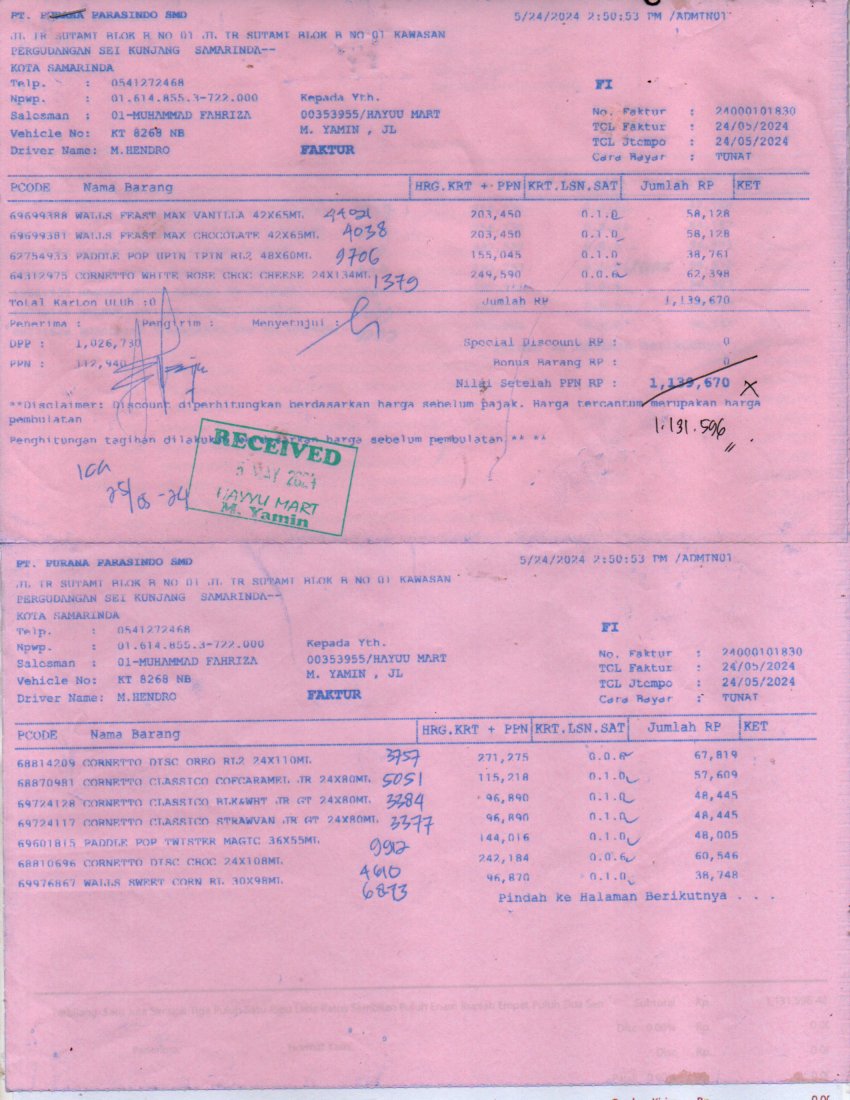 PT. PURANA PARASINDO SMD 5/24/2024 2:50:53 PM /ADMIN01
JL IR SUTAMI BLOK B NO 01 JL IR SUTAMI BLOK B NO 01 KAWASAN
PERGUDANGAN SEI KUNJANG SAMARINDA--
KOTA SAMARINDA
Telp. : 0541272468 FI
Npwp. : 01.614.855.3-722.000 Kepada Yth.
Salesman : 01-MUHAMMAD FAHRIZA 00353955/HAYUU MART No. Faktur : 24000101830
Vehicle No: KT 8268 NB M. YAMIN , JL TGL Faktur : 24/05/2024
Driver Name: M.HENDRO FAKTUR TGL Jtempo : 24/05/2024
Cara Bayar : TUNAI
PCODE Nama Barang HRG.KRT + PPN KRT.LSN.SAT Jumlah RP KET
69699388 WALLS FEAST MAX VANILLA 42X65ML 203,450 0.1.0 58,128
69699381 WALLS FEAST MAX CHOCOLATE 42X65ML 4038 203,450 0.1.0 58,128
62754933 PADDLE POP UPIN IPIN RL2 48X60ML 9706 155,045 0.1.0 38,761
64312975 CORNETTO WHITE ROSE CHOC CHEESE 24X134ML 1379 249,590 0.0.6 62,398
Total Karton Utuh :0 Jumlah RP 1,139,670
Penerima : Pengirim : Menyetujui :
DPP : 1,026,730 Special Discount RP : 0
PPN : 112,940 Bonus Barang RP : 0
Nilai Setelah PPN RP : 1,139,670 X
**Disclaimer: Discount diperhitungkan berdasarkan harga sebelum pajak. Harga tercantum merupakan harga
pembulatan
1.131.596
Penghitungan tagihan dilakukan berdasarkan harga sebelum pembulatan ** **
RECEIVED
MAY 2024
HAYYU MART
M. Yamin
25/05-24
PT. PURANA PARASINDO SMD 5/24/2024 2:50:53 PM /ADMIN01
JL IR SUTAMI BLOK B NO 01 JL IR SUTAMI BLOK B NO 01 KAWASAN
PERGUDANGAN SEI KUNJANG SAMARINDA--
KOTA SAMARINDA
Telp. : 0541272468 FI
Npwp. : 01.614.855.3-722.000 Kepada Yth.
Salesman : 01-MUHAMMAD FAHRIZA 00353955/HAYUU MART No. Faktur : 24000101830
Vehicle No: KT 8268 NB M. YAMIN , JL TGL Faktur : 24/05/2024
Driver Name: M.HENDRO FAKTUR TGL Jtempo : 24/05/2024
Cara Bayar : TUNAI
PCODE Nama Barang HRG.KRT + PPN KRT.LSN.SAT Jumlah RP KET
68814209 CORNETTO DISC OREO RL2 24X110ML 3757 271,275 0.0.6 67,819
68870981 CORNETTO CLASSICO COFCARAMEL JR 24X80ML 5051 115,218 0.1.0 57,609
69724128 CORNETTO CLASSICO BLK&WHT JR GT 24X80ML 3384 96,890 0.1.0 48,445
69724117 CORNETTO CLASSICO STRAWVAN JR GT 24X80ML 3377 96,890 0.1.0 48,445
69601815 PADDLE POP TWISTER MAGIC 36X55ML 9912 144,016 0.1.0 48,005
68810696 CORNETTO DISC CHOC 24X108ML 4610 242,184 0.0.6 60,546
69976867 WALLS SWEET CORN RL 30X98ML 6873 96,870 0.1.0 38,748
Pindah ke Halaman Berikutnya . . .